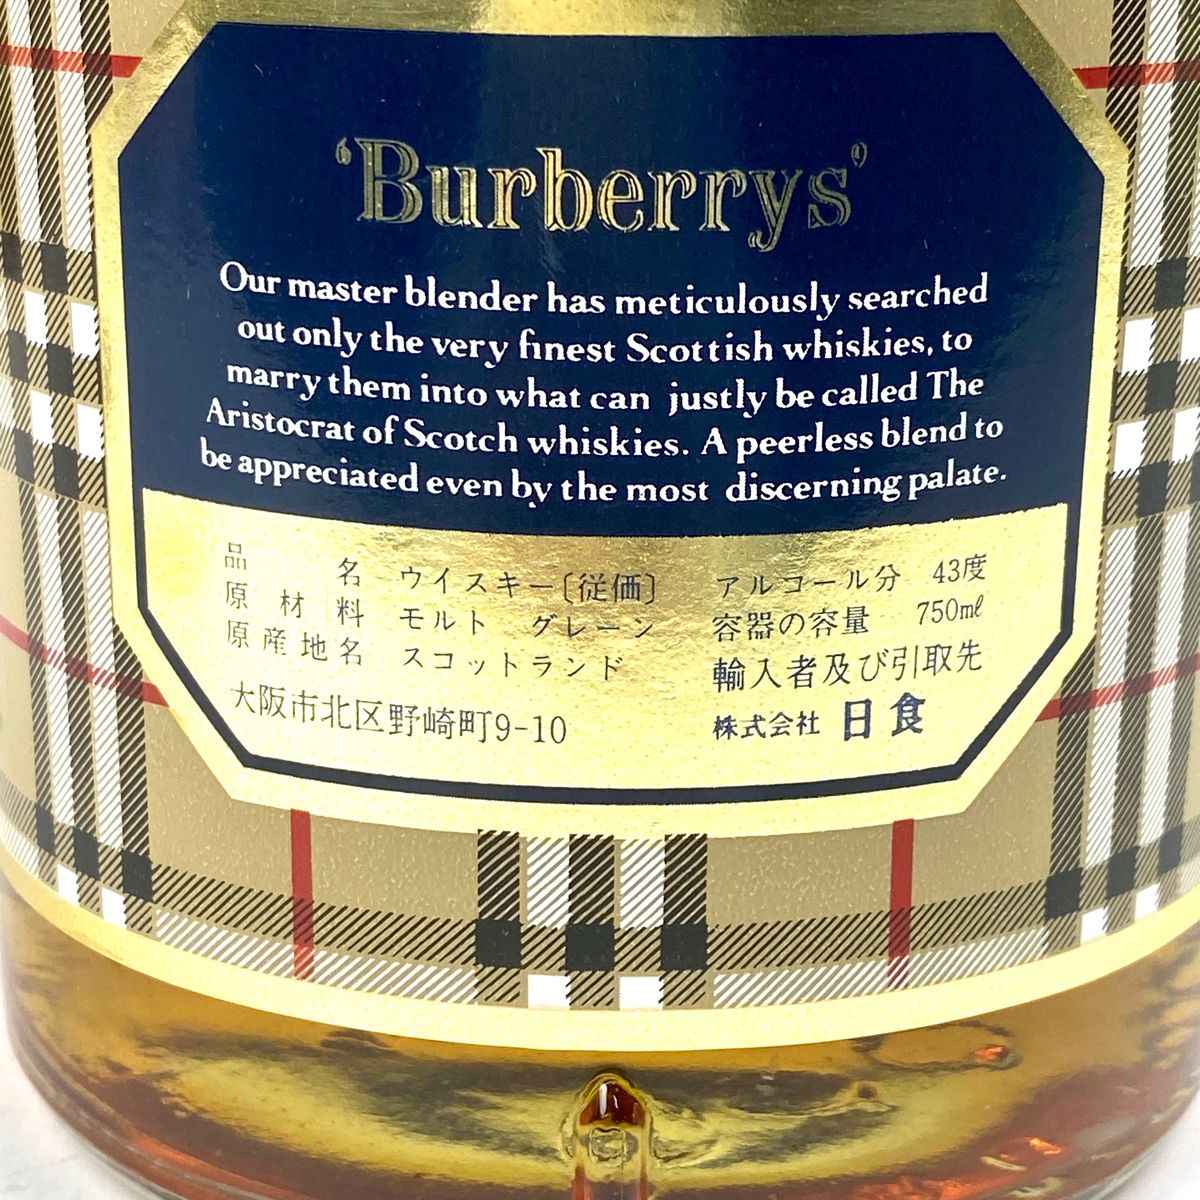 ‘Burberrys’
Our master blender has meticulously searched
out only the very finest Scottish whiskies, to
marry them into what can justly be called The
Aristocrat of Scotch whiskies. A peerless blend to
be appreciated even by the most discerning palate.
品名 ウイスキー〔従価〕
原材料 モルト グレーン
原産地名 スコットランド
大阪市北区野崎町9-10
アルコール分 43度
容器の容量 750mℓ
輸入者及び引取先
株式会社 日食